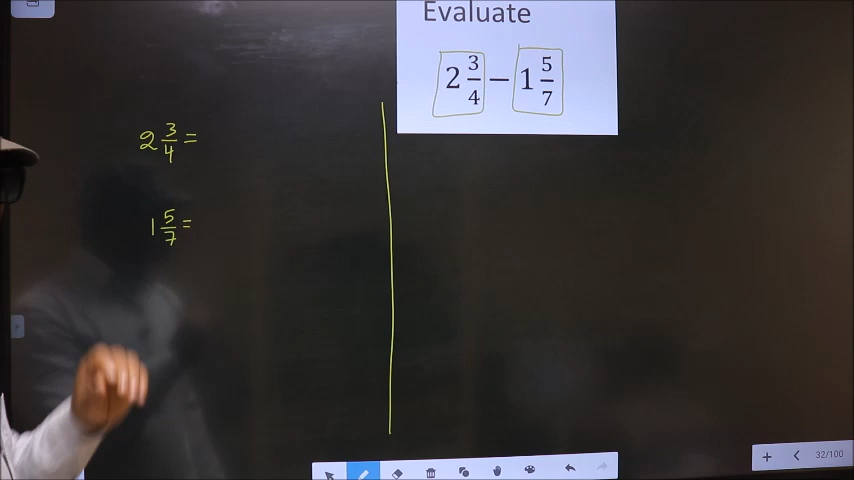 Evaluate
2 3/4 − 1 5/7
2 3/4 =
1 5/7 =
32/100